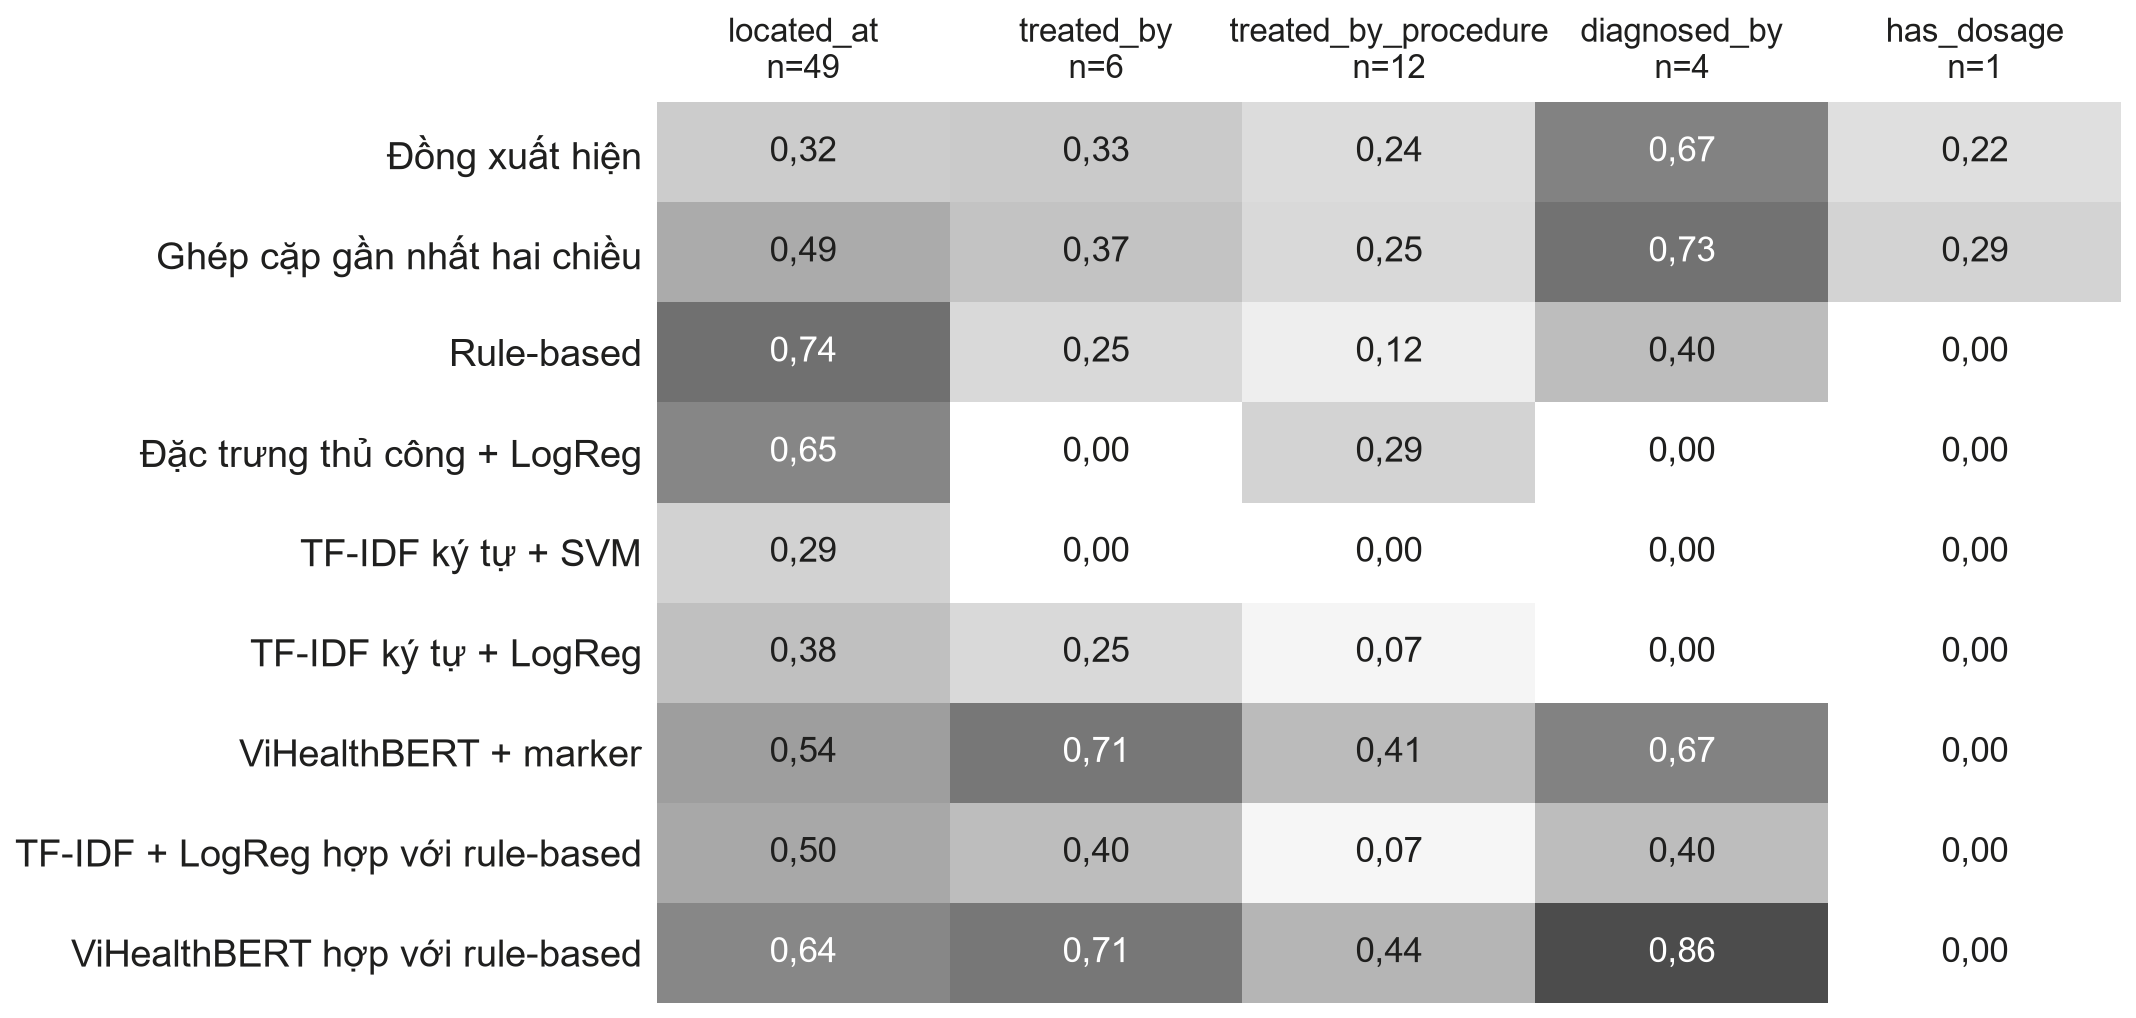 located_at treated_by treated_by_procedure diagnosed_by has_dosage
n=49 n=6 n=12 n=4 n=1
Đồng xuất hiện 0,32 0,33 0,24 0,67 0,22
Ghép cặp gần nhất hai chiều 0,49 0,37 0,25 0,73 0,29
Rule-based 0,74 0,25 0,12 0,40 0,00
Đặc trưng thủ công + LogReg 0,65 0,00 0,29 0,00 0,00
TF-IDF ký tự + SVM 0,29 0,00 0,00 0,00 0,00
TF-IDF ký tự + LogReg 0,38 0,25 0,07 0,00 0,00
ViHealthBERT + marker 0,54 0,71 0,41 0,67 0,00
TF-IDF + LogReg hợp với rule-based 0,50 0,40 0,07 0,40 0,00
ViHealthBERT hợp với rule-based 0,64 0,71 0,44 0,86 0,00